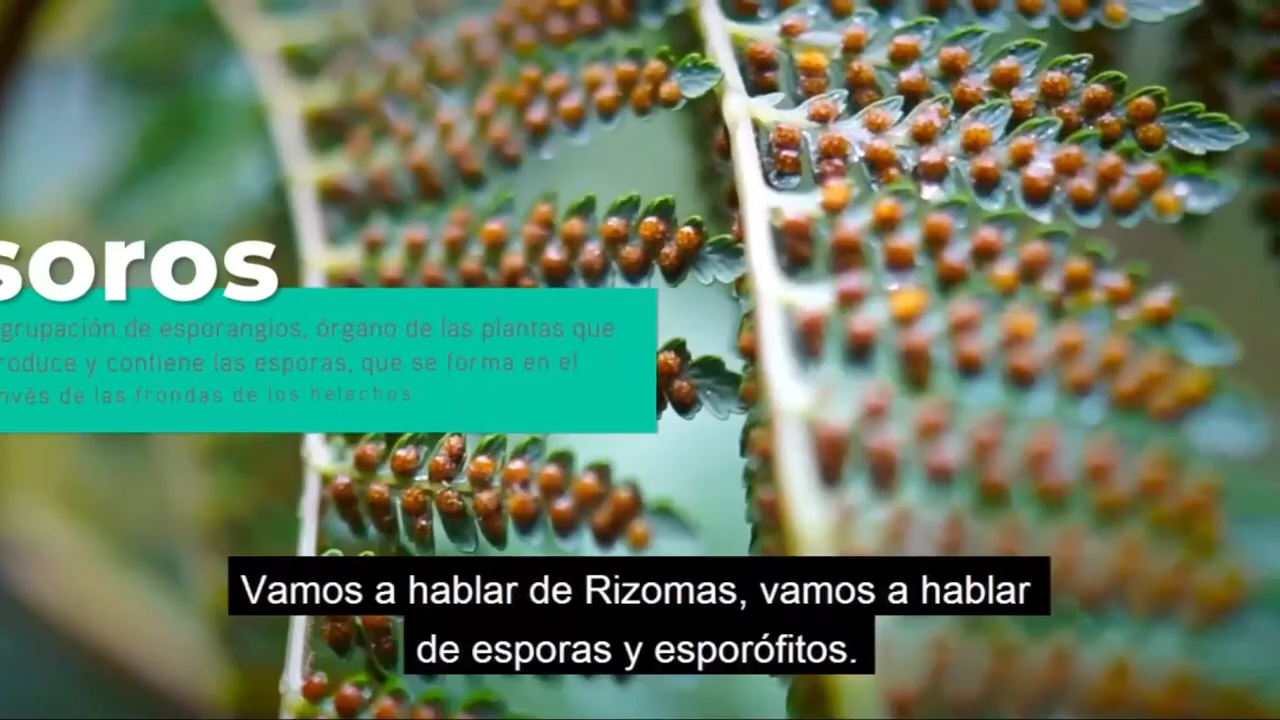 soros
grupación de esporangios, órgano de las plantas que
roduce y contiene las esporas, que se forma en el
nvés de las frondas de los helechos
Vamos a hablar de Rizomas, vamos a hablar
de esporas y esporófitos.